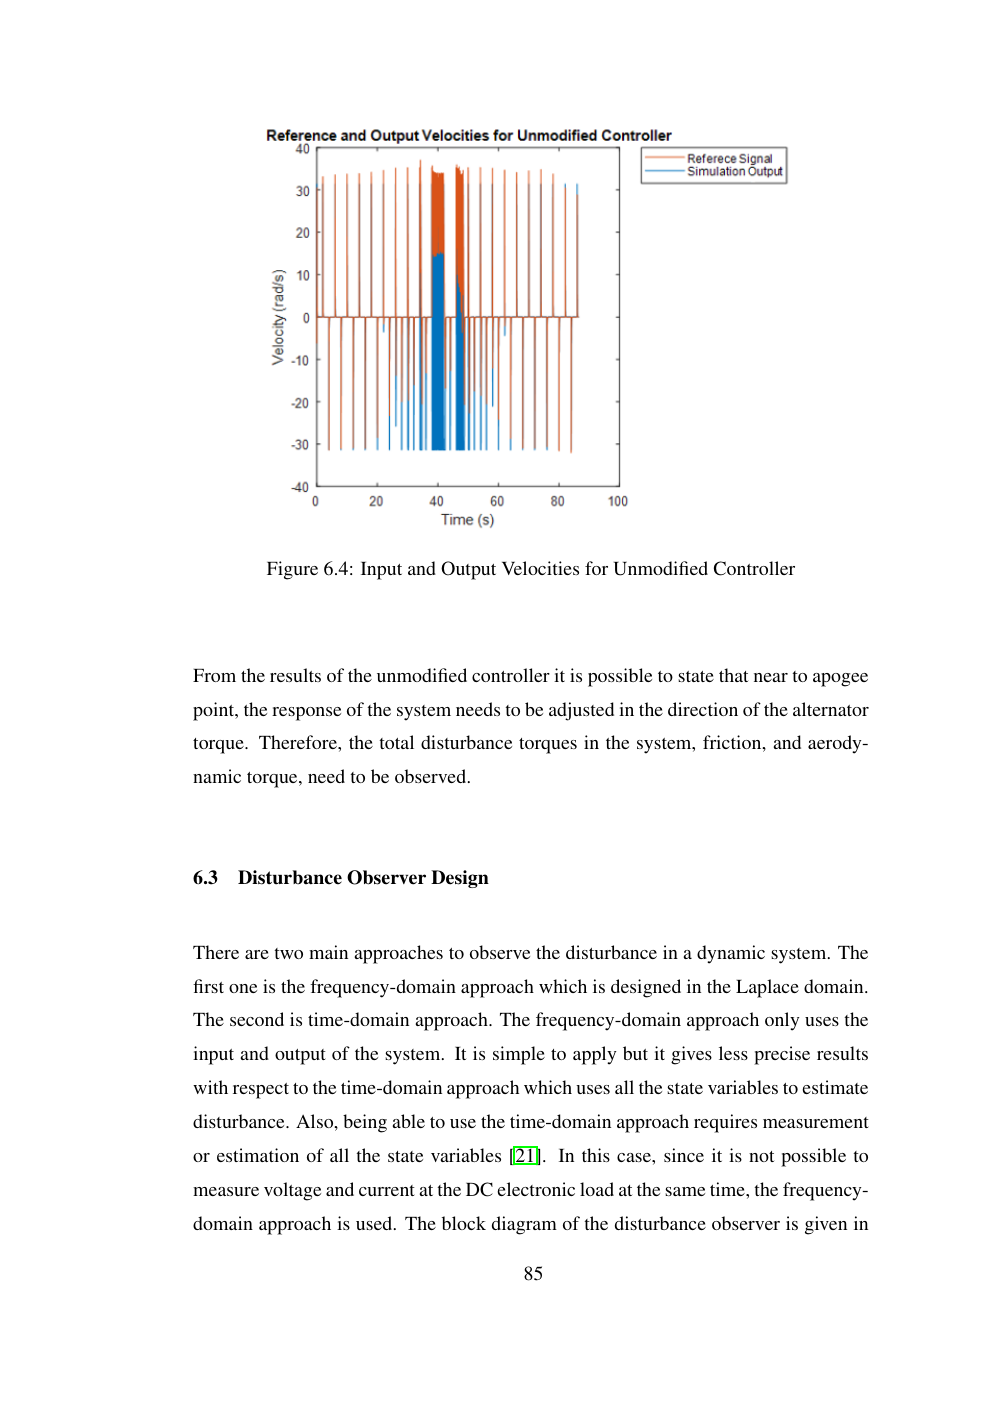 Reference and Output Velocities for Unmodified Controller
Referece Signal
Simulation Output
40
30
20
10
0
-10
-20
-30
-40
Velocity (rad/s)
0 20 40 60 80 100
Time (s)
Figure 6.4: Input and Output Velocities for Unmodified Controller
From the results of the unmodified controller it is possible to state that near to apogee
point, the response of the system needs to be adjusted in the direction of the alternator
torque. Therefore, the total disturbance torques in the system, friction, and aerody-
namic torque, need to be observed.
6.3 Disturbance Observer Design
There are two main approaches to observe the disturbance in a dynamic system. The
first one is the frequency-domain approach which is designed in the Laplace domain.
The second is time-domain approach. The frequency-domain approach only uses the
input and output of the system. It is simple to apply but it gives less precise results
with respect to the time-domain approach which uses all the state variables to estimate
disturbance. Also, being able to use the time-domain approach requires measurement
or estimation of all the state variables [21]. In this case, since it is not possible to
measure voltage and current at the DC electronic load at the same time, the frequency-
domain approach is used. The block diagram of the disturbance observer is given in
85